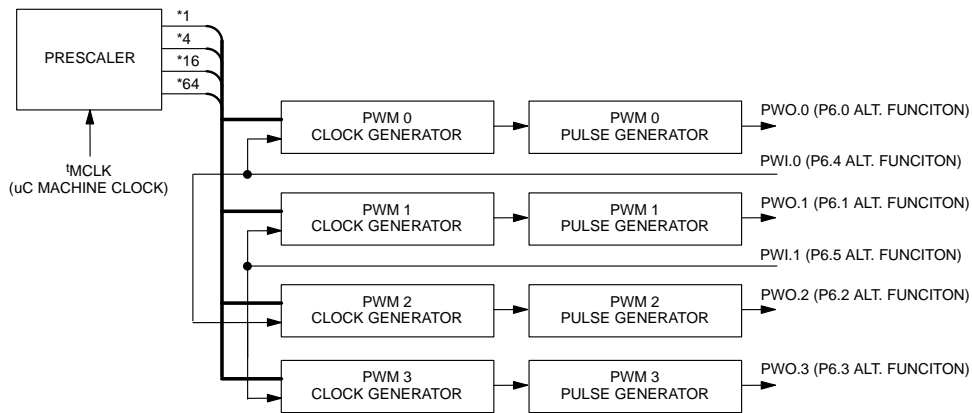 *1
*4
PRESCALER
*16
*64
PWM 0
CLOCK GENERATOR
PWM 0
PULSE GENERATOR
PWO.0 (P6.0 ALT. FUNCITON)
tMCLK
(uC MACHINE CLOCK)
PWI.0 (P6.4 ALT. FUNCITON)
PWM 1
CLOCK GENERATOR
PWM 1
PULSE GENERATOR
PWO.1 (P6.1 ALT. FUNCITON)
PWI.1 (P6.5 ALT. FUNCITON)
PWM 2
CLOCK GENERATOR
PWM 2
PULSE GENERATOR
PWO.2 (P6.2 ALT. FUNCITON)
PWM 3
CLOCK GENERATOR
PWM 3
PULSE GENERATOR
PWO.3 (P6.3 ALT. FUNCITON)